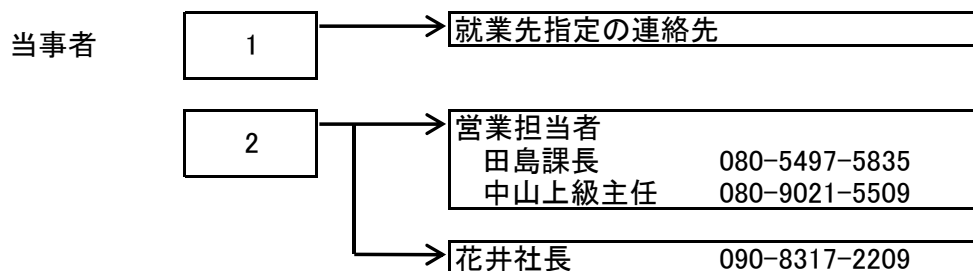 当事者
1
就業先指定の連絡先
2
営業担当者
田島課長 080-5497-5835
中山上級主任 080-9021-5509
花井社長 090-8317-2209